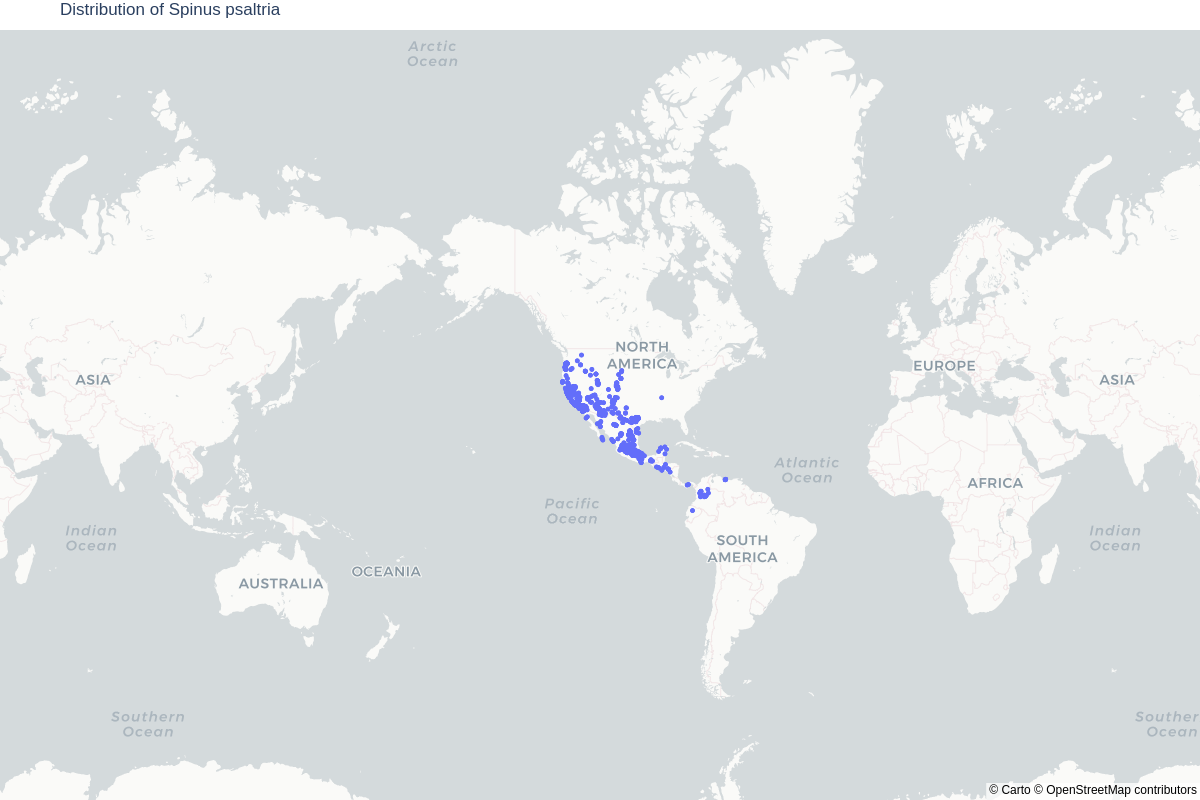 Distribution of Spinus psaltria
Arctic
Ocean
NORTH
AMERICA
EUROPE
ASIA
ASIA
Atlantic
Ocean
AFRICA
Pacific
Ocean
Indian
Ocean
Indian
Ocean
SOUTH
AMERICA
OCEANIA
AUSTRALIA
Southern
Ocean
Souther
Ocean
© Carto © OpenStreetMap contributors